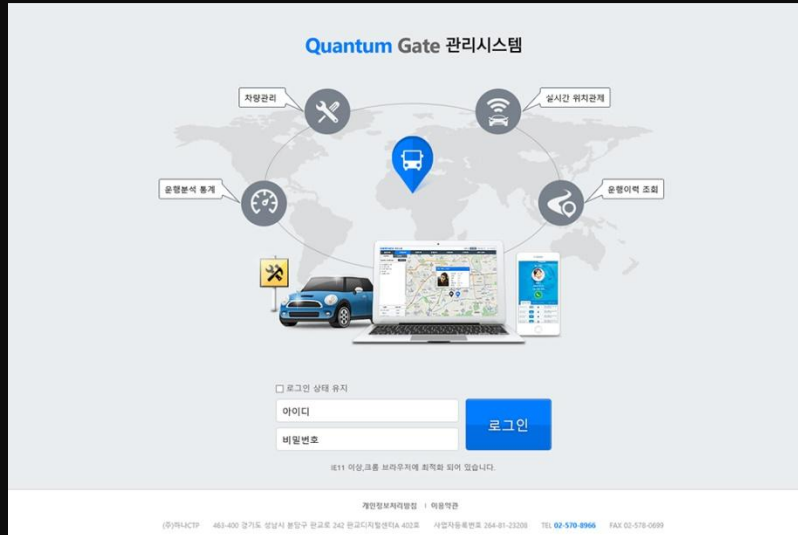 Quantum Gate 관리시스템
차량관리
실시간 위치관제
운행분석 통계
운행이력 조회
로그인 상태 유지
아이디
로그인
비밀번호
IE11 이상,크롬 브라우저에 최적화 되어 있습니다.
개인정보처리방침 | 이용약관
(주)하나CTP 463-400 경기도 성남시 분당구 판교로 242 판교디지털센터A 402호 사업자등록번호 264-81-23208 TEL 02-570-8966 FAX 02-578-0699